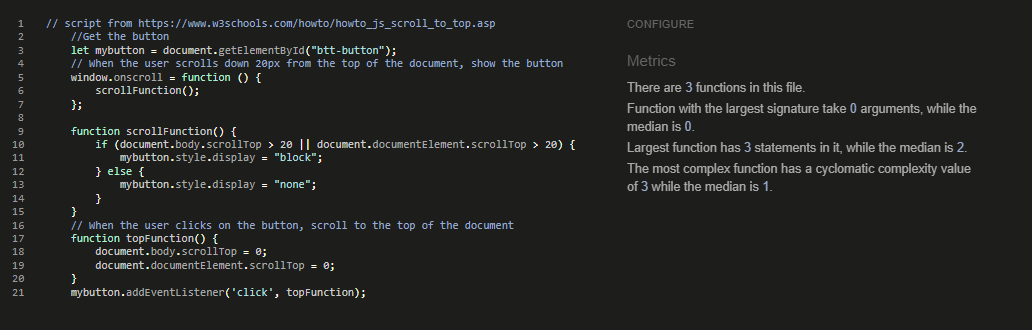 1 // script from https://www.w3schools.com/howto/howto_js_scroll_to_top.asp
2 //Get the button
3 let mybutton = document.getElementById("btt-button");
4 // When the user scrolls down 20px from the top of the document, show the button
5 window.onscroll = function () {
6 scrollFunction();
7 };
8
9 function scrollFunction() {
10 if (document.body.scrollTop > 20 || document.documentElement.scrollTop > 20) {
11 mybutton.style.display = "block";
12 } else {
13 mybutton.style.display = "none";
14 }
15 }
16 // When the user clicks on the button, scroll to the top of the document
17 function topFunction() {
18 document.body.scrollTop = 0;
19 document.documentElement.scrollTop = 0;
20 }
21 mybutton.addEventListener('click', topFunction);
CONFIGURE
Metrics
There are 3 functions in this file.
Function with the largest signature take 0 arguments, while the
median is 0.
Largest function has 3 statements in it, while the median is 2.
The most complex function has a cyclomatic complexity value
of 3 while the median is 1.